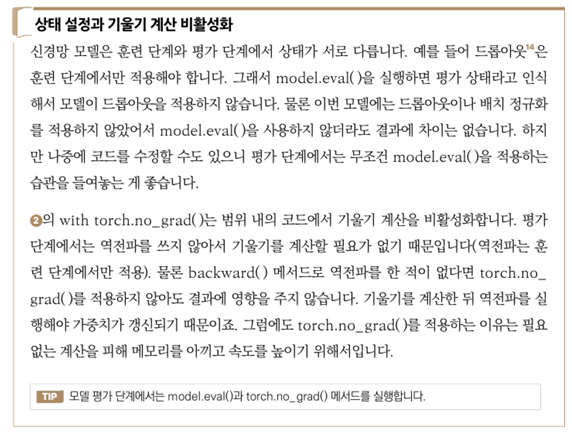 상태 설정과 기울기 계산 비활성화
신경망 모델은 훈련 단계와 평가 단계에서 상태가 서로 다릅니다. 예를 들어 드롭아웃14은
훈련 단계에서만 적용해야 합니다. 그래서 model.eval( )을 실행하면 평가 상태라고 인식
해서 모델이 드롭아웃을 적용하지 않습니다. 물론 이번 모델에는 드롭아웃이나 배치 정규화
를 적용하지 않았어서 model.eval( )을 사용하지 않더라도 결과에 차이는 없습니다. 하지
만 나중에 코드를 수정할 수도 있으니 평가 단계에서는 무조건 model.eval( )을 적용하는
습관을 들여놓는 게 좋습니다.
❷의 with torch.no_grad( )는 범위 내의 코드에서 기울기 계산을 비활성화합니다. 평가
단계에서는 역전파를 쓰지 않아서 기울기를 계산할 필요가 없기 때문입니다(역전파는 훈
련 단계에서만 적용). 물론 backward( ) 메서드로 역전파를 한 적이 없다면 torch.no_
grad( )를 적용하지 않아도 결과에 영향을 주지 않습니다. 기울기를 계산한 뒤 역전파를 실
행해야 가중치가 갱신되기 때문이죠. 그럼에도 torch.no_grad( )를 적용하는 이유는 필요
없는 계산을 피해 메모리를 아끼고 속도를 높이기 위해서입니다.
TIP 모델 평가 단계에서는 model.eval()과 torch.no_grad() 메서드를 실행합니다.